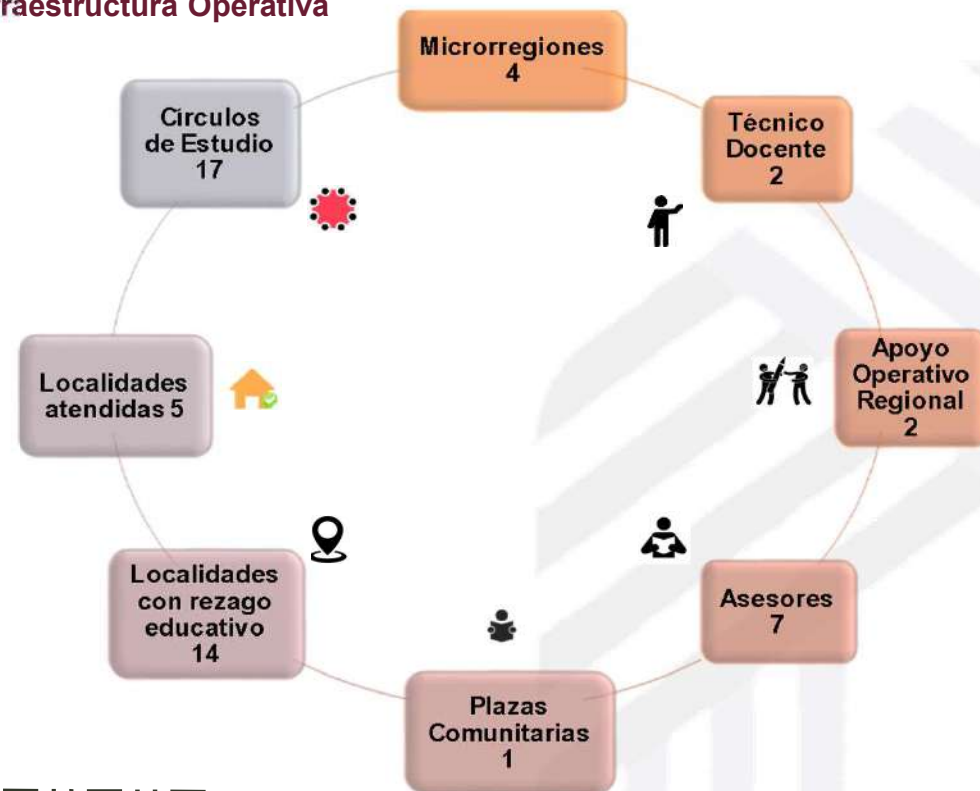 raestructura Operativa
Microrregiones
4
Técnico
Docente
2
Apoyo
Operativo
Regional
2
Asesores
7
Plazas
Comunitarias
1
Localidades
con rezago
educativo
14
Localidades
atendidas 5
Círculos
de Estudio
17